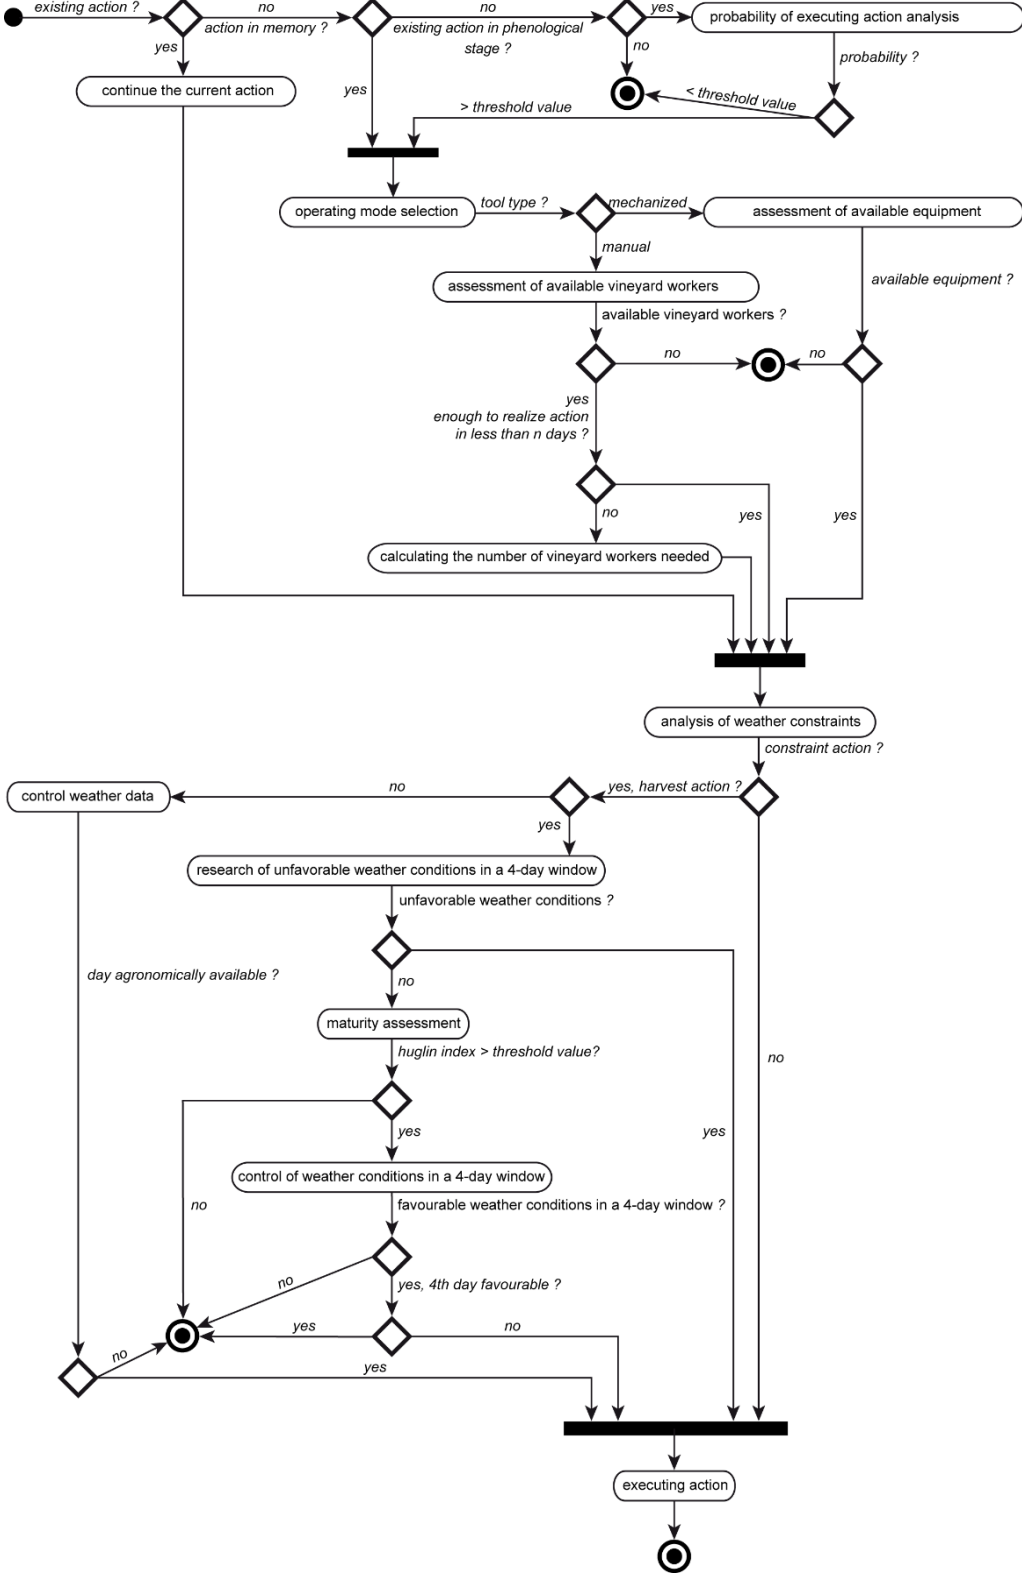 existing action ?
no
action in memory ?
no
existing action in phenological
stage ?
yes
probability of executing action analysis
yes
continue the current action
yes
no
probability ?
< threshold value
> threshold value
operating mode selection
tool type ?
mechanized
assessment of available equipment
manual
assessment of available vineyard workers
available equipment ?
available vineyard workers ?
no
no
yes
enough to realize action
in less than n days ?
no
yes
yes
calculating the number of vineyard workers needed
analysis of weather constraints
constraint action ?
control weather data
no
yes, harvest action ?
yes
research of unfavorable weather conditions in a 4-day window
unfavorable weather conditions ?
day agronomically available ?
no
maturity assessment
huglin index > threshold value?
no
yes
yes
control of weather conditions in a 4-day window
no
favourable weather conditions in a 4-day window ?
no
yes, 4th day favourable ?
yes
no
no
yes
executing action